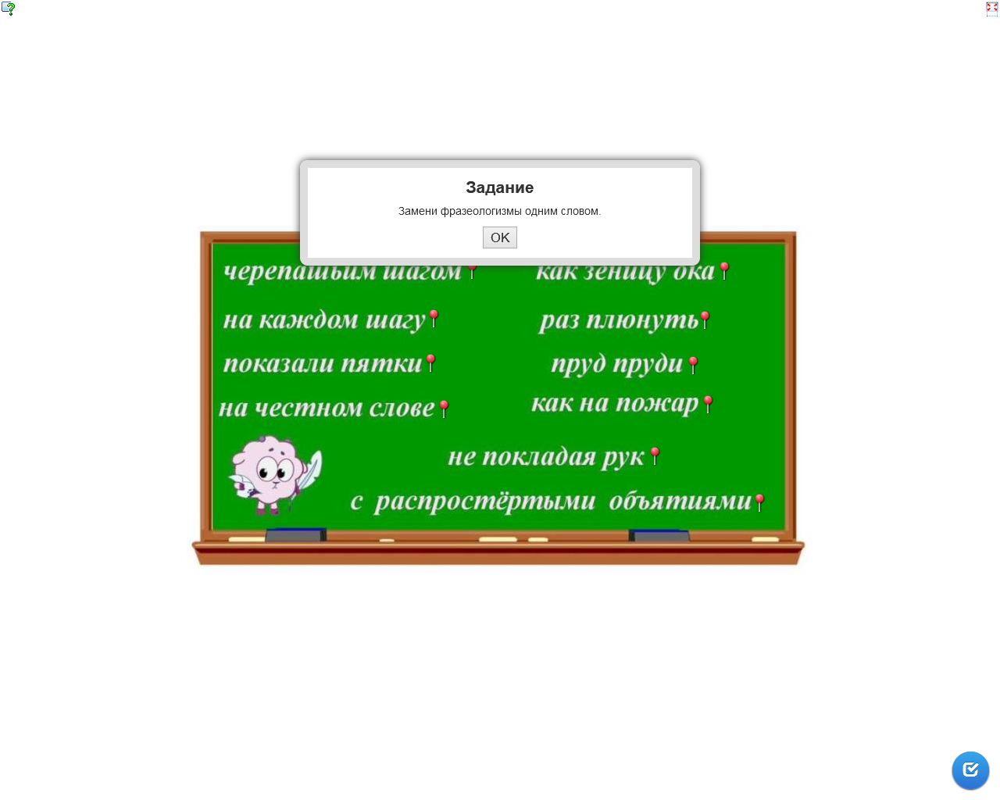 Задание
Замени фразеологизмы одним словом.
OK
черепашьим шагом как зеницу ока
на каждом шагу раз плюнуть
показали пятки пруд пруди
на честном слове как на пожар
не покладая рук
с распростёртыми объятиями